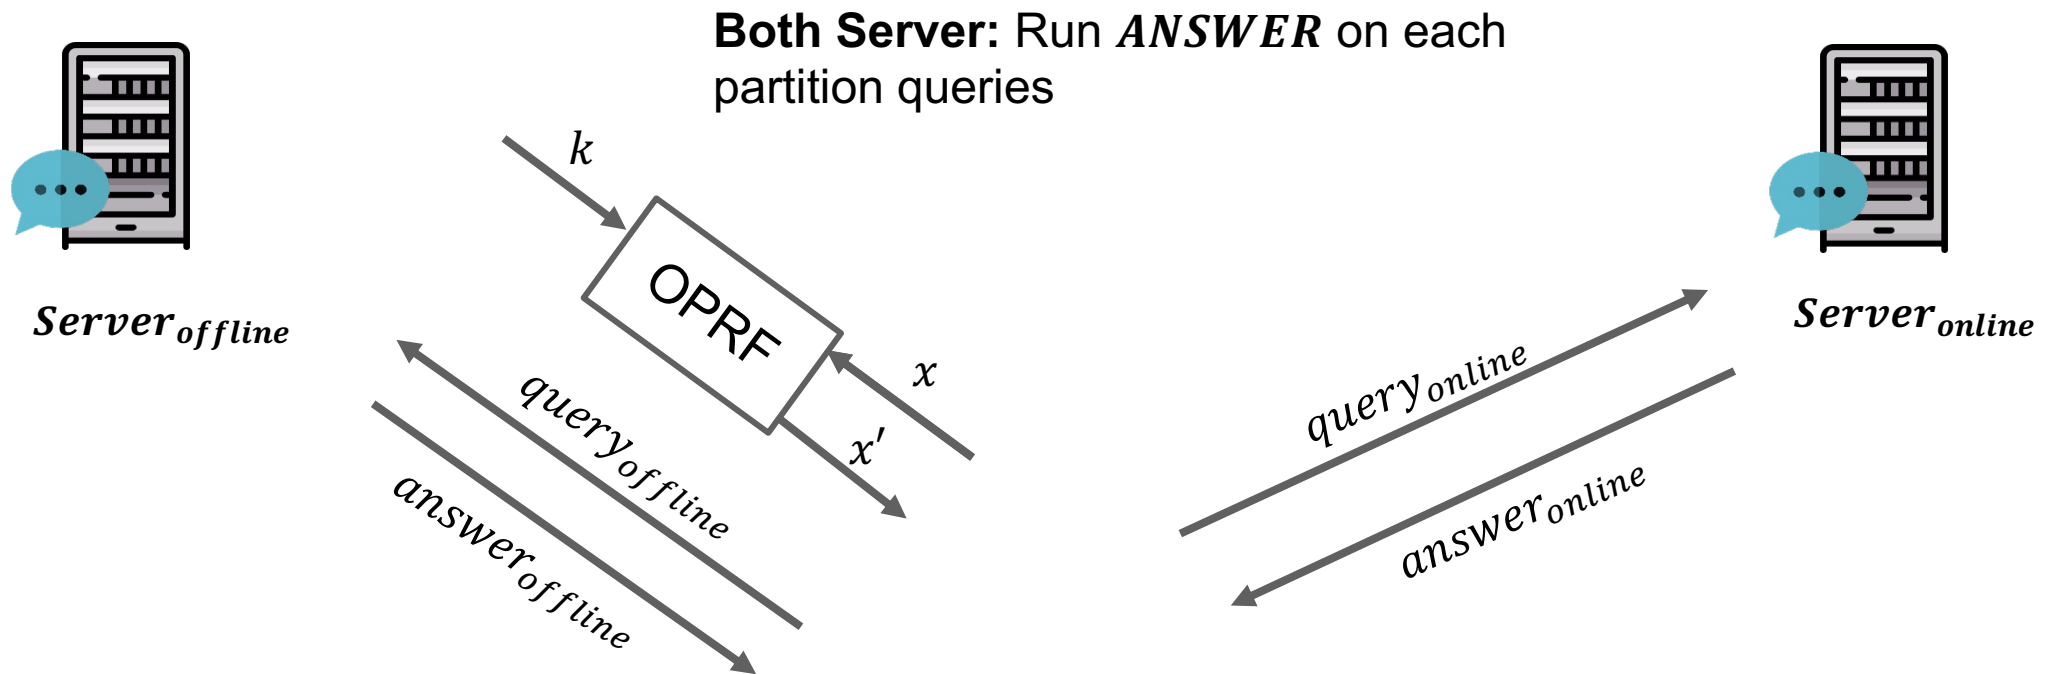 Both Server: Run ANSWER on each
partition queries
k
OPRF
Server_offline
Server_online
x
query_online
query_offline
x'
answer_online
answer_offline